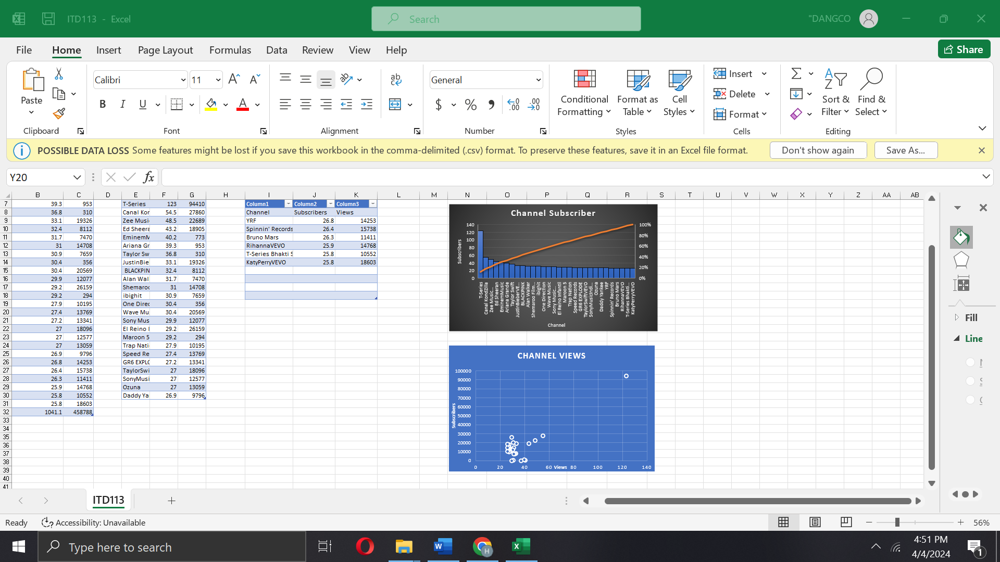 ITD113 - Excel
Search
"DANGCO
File Home Insert Page Layout Formulas Data Review View Help
Share
Paste
Calibri 11
B I U
General
$ % ,
Conditional Formatting
Format as Table
Cell Styles
Insert
Delete
Format
Sort & Filter
Find & Select
Clipboard Font Alignment Number Styles Cells Editing
POSSIBLE DATA LOSS Some features might be lost if you save this workbook in the comma-delimited (.csv) format. To preserve these features, save it in an Excel file format. Don't show again Save As...
Y20 fx
B C D E F G H I J K L M N O P Q R S T U V W X Y Z AA AB
7 39.3 953 T-Series 123 94410 Column1 Column2 Column3
8 36.8 310 Canal Kor 54.5 27860 Channel Subscribers Views
9 33.1 19326 Zee Musi 48.5 22689 YRF 26.8 14253
10 32.4 8112 Ed Sheera 43.2 18905 Spinnin' Records 26.4 15738
11 31.7 7470 EminemM 40.2 773 Bruno Mars 26.3 11411
12 31 14708 Ariana Gr 39.3 953 RihannaVEVO 25.9 14768
13 30.9 7659 Taylor Sw 36.8 310 T-Series Bhakti S 25.8 10552
14 30.4 356 JustinBie 33.1 19326 KatyPerryVEVO 25.8 18603
15 30.4 20569 BLACKPIN 32.4 8112
16 29.9 12077 Alan Wal 31.7 7470
17 29.2 26159 Shemaroo 31 14708
18 29.2 294 ibighit 30.9 7659
19 27.9 10195 One Direc 30.4 356
20 27.4 13769 Wave Mu 30.4 20569
21 27.2 13341 Sony Mus 29.9 12077
22 27 18096 El Reino I 29.2 26159
23 27 12577 Maroon 5 29.2 294
24 27 13059 Trap Nati 27.9 10195
25 26.9 9796 Speed Re 27.4 13769
26 26.8 14253 GR6 EXPLO 27.2 13341
27 26.4 15738 TaylorSwi 27 18096
28 26.3 11411 SonyMusi 27 12577
29 25.9 14768 Ozuna 27 13059
30 25.8 10552 Daddy Ya 26.9 9796
31 25.8 18603
32 1041.1 458788
33
34
35
36
37
38
39
40
41
Channel Subscriber
Subscribers
140 100%
120 80%
100
80 60%
60 40%
40
20 20%
0 0%
T-Series
Canal KondZilla
Zee Music...
Ed Sheeran
EminemMusic
Ariana Grande
Taylor Swift
JustinBieberVE...
BLACKPINK
Alan Walker
Shemaroo Film...
ibighit
One Direction
Wave Music
Sony Music...
El Reino Infantil
Maroon 5
Trap Nation
Speed Records
GR6 EXPLODE
TaylorSwiftVEVO
SonyMusicIndi...
Ozuna
Daddy Yankee
YRF
Spinnin' Records
Bruno Mars
RihannaVEVO
T-Series Bhakti...
KatyPerryVEVO
Channel
CHANNEL VIEWS
Subscribers
100000
90000
80000
70000
60000
50000
40000
30000
20000
10000
0
0 20 40 60 Views 80 100 120 140
Fill
Line
ITD113
Ready Accessibility: Unavailable 56%
Type here to search
4:51 PM
4/4/2024
1